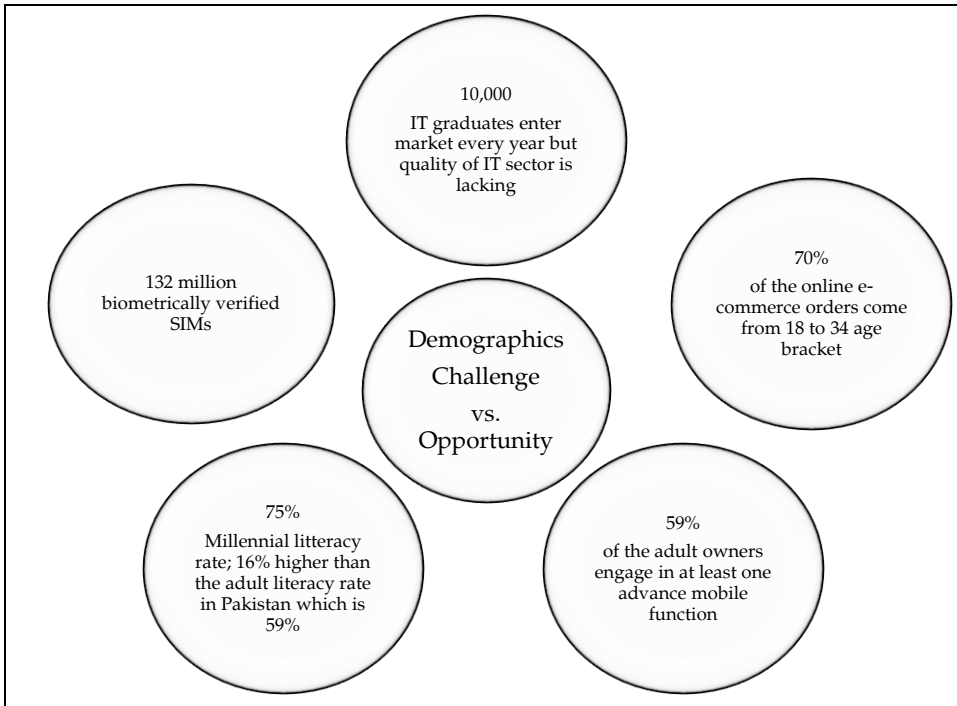 10,000
IT graduates enter
market every year but
quality of IT sector is
lacking
132 million
biometrically verified
SIMs
70%
of the online e-
commerce orders come
from 18 to 34 age
bracket
Demographics
Challenge
vs.
Opportunity
75%
Millennial litteracy
rate; 16% higher than
the adult literacy rate
in Pakistan which is
59%
59%
of the adult owners
engage in at least one
advance mobile
function